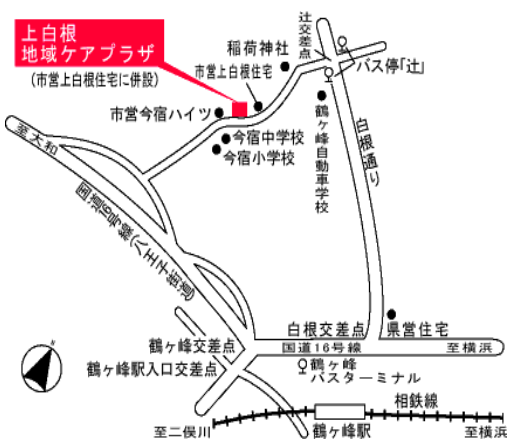 上白根
地域ケアプラザ
(市営上白根住宅に併設)
辻交差点
稲荷神社
市営上白根住宅
バス停「辻」
市営今宿ハイツ
今宿中学校
今宿小学校
鶴ヶ峰自動車学校
白根通り
至大和
国道16号線(八王子街道)
白根交差点
県営住宅
国道16号線
至横浜
鶴ヶ峰交差点
鶴ヶ峰駅入口交差点
鶴ヶ峰
バスターミナル
相鉄線
至二俣川
鶴ヶ峰駅
至横浜